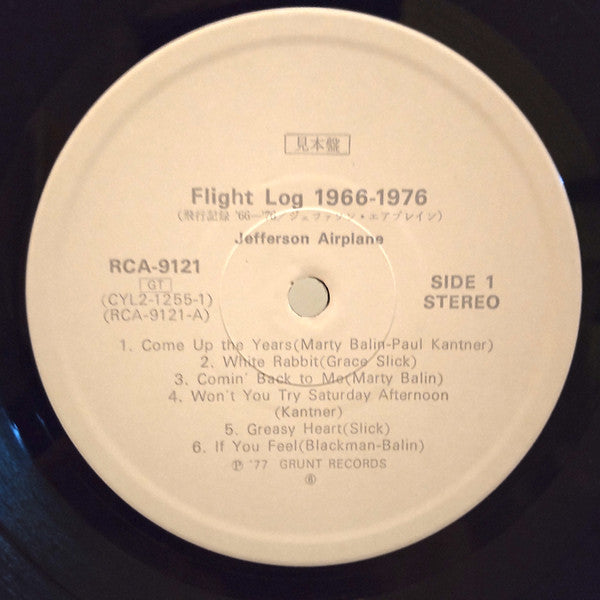 見本盤
Flight Log 1966-1976
(飛行記録 '66—'76/ジェファソン・エアプレイン)
Jefferson Airplane
RCA-9121
GT
(CYL2-1255-1)
(RCA-9121-A)
SIDE 1
STEREO
1. Come Up the Years(Marty Balin-Paul Kantner)
2. White Rabbit(Grace Slick)
3. Comin' Back to Me(Marty Balin)
4. Won't You Try Saturday Afternoon
(Kantner)
5. Greasy Heart(Slick)
6. If You Feel(Blackman-Balin)
Ⓟ '77 GRUNT RECORDS
⑥